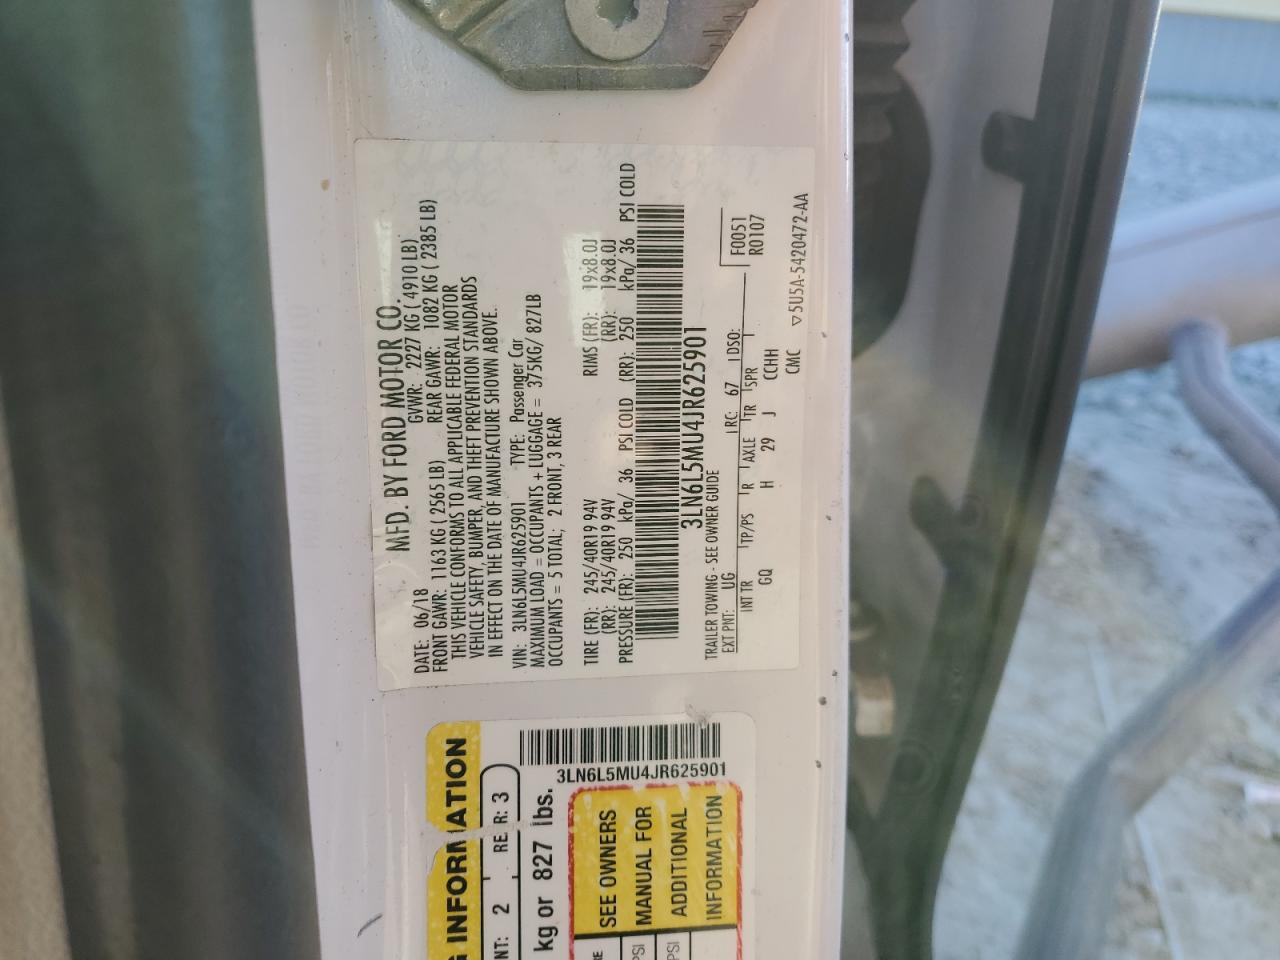 MFD. BY FORD MOTOR CO.
DATE: 06/18 GVWR: 2227 KG ( 4910 LB)
FRONT GAWR: 1163 KG ( 2565 LB) REAR GAWR: 1082 KG ( 2385 LB)
THIS VEHICLE CONFORMS TO ALL APPLICABLE FEDERAL MOTOR
VEHICLE SAFETY, BUMPER, AND THEFT PREVENTION STANDARDS
IN EFFECT ON THE DATE OF MANUFACTURE SHOWN ABOVE.
VIN: 3LN6L5MU4JR625901 TYPE: Passenger Car
MAXIMUM LOAD = OCCUPANTS + LUGGAGE = 375KG/ 827LB
OCCUPANTS = 5 TOTAL; 2 FRONT, 3 REAR
TIRE (FR): 245/40R19 94V RIMS (FR): 19x8.0J
(RR): 245/40R19 94V (RR): 19x8.0J
PRESSURE (FR): 250 kPa/ 36 PSI COLD (RR): 250 kPa/ 36 PSI COLD
3LN6L5MU4JR625901
TRAILER TOWING - SEE OWNER GUIDE
F0051
EXT PNT: UG RC: 67 DSO: R0107
INT TR TP/PS R AXLE TR SPR
GQ H 29 J CCHH
CMC
5U5A-5420472-AA
G INFORMATION
NT: 2 RE R: 3
3LN6L5MU4JR625901
kg or 827 lbs.
SEE OWNERS
MANUAL FOR
ADDITIONAL
INFORMATION
RE
PSI
PSI